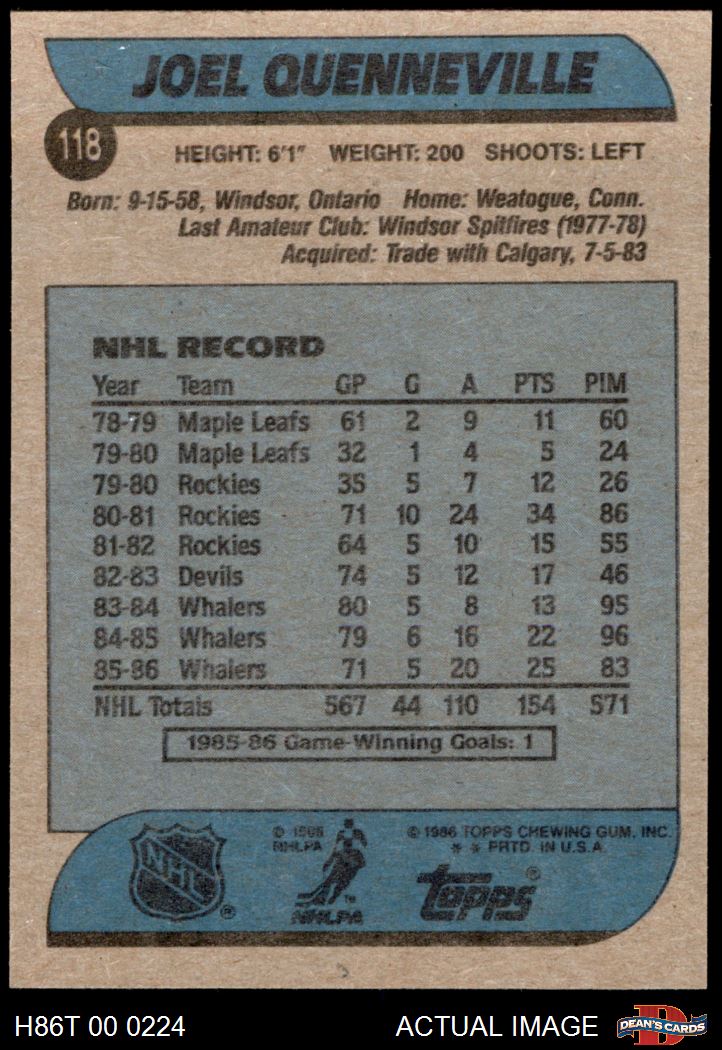 JOEL QUENNEVILLE
118
HEIGHT: 6'1" WEIGHT: 200 SHOOTS: LEFT
Born: 9-15-58, Windsor, Ontario Home: Weatogue, Conn.
Last Amateur Club: Windsor Spitfires (1977-78)
Acquired: Trade with Calgary, 7-5-83
NHL RECORD
Year Team GP G A PTS PIM
78-79 Maple Leafs 61 2 9 11 60
79-80 Maple Leafs 32 1 4 5 24
79-80 Rockies 35 5 7 12 26
80-81 Rockies 71 10 24 34 86
81-82 Rockies 64 5 10 15 55
82-83 Devils 74 5 12 17 46
83-84 Whalers 80 5 8 13 95
84-85 Whalers 79 6 16 22 96
85-86 Whalers 71 5 20 25 83
NHL Totals 567 44 110 154 571
1985-86 Game-Winning Goals: 1
© 1986 TOPPS CHEWING GUM, INC.
* * PRTD. IN U.S.A.
©
NHLPA
NHL ®
NHLPA ™
Topps ®
H86T 00 0224 ACTUAL IMAGE D DEAN'S CARDS